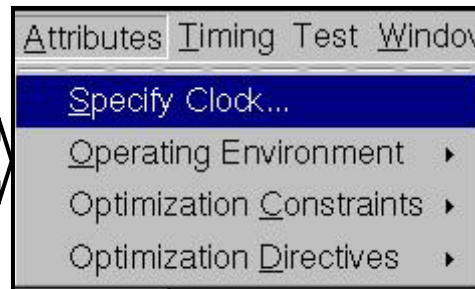 Attributes Timing Test Windo
Specify Clock...
Operating Environment
Optimization Constraints
Optimization Directives